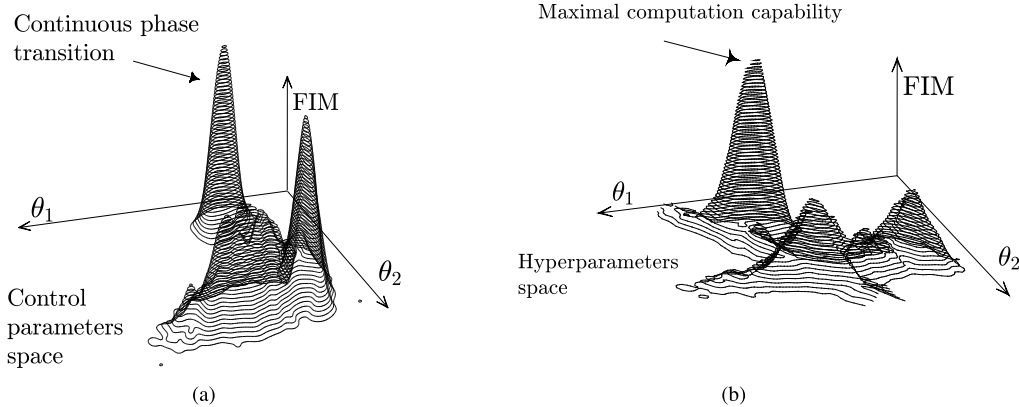 Continuous phase
transition
FIM
θ1
θ2
Control
parameters
space
(a)
Maximal computation capability
FIM
θ1
θ2
Hyperparameters
space
(b)